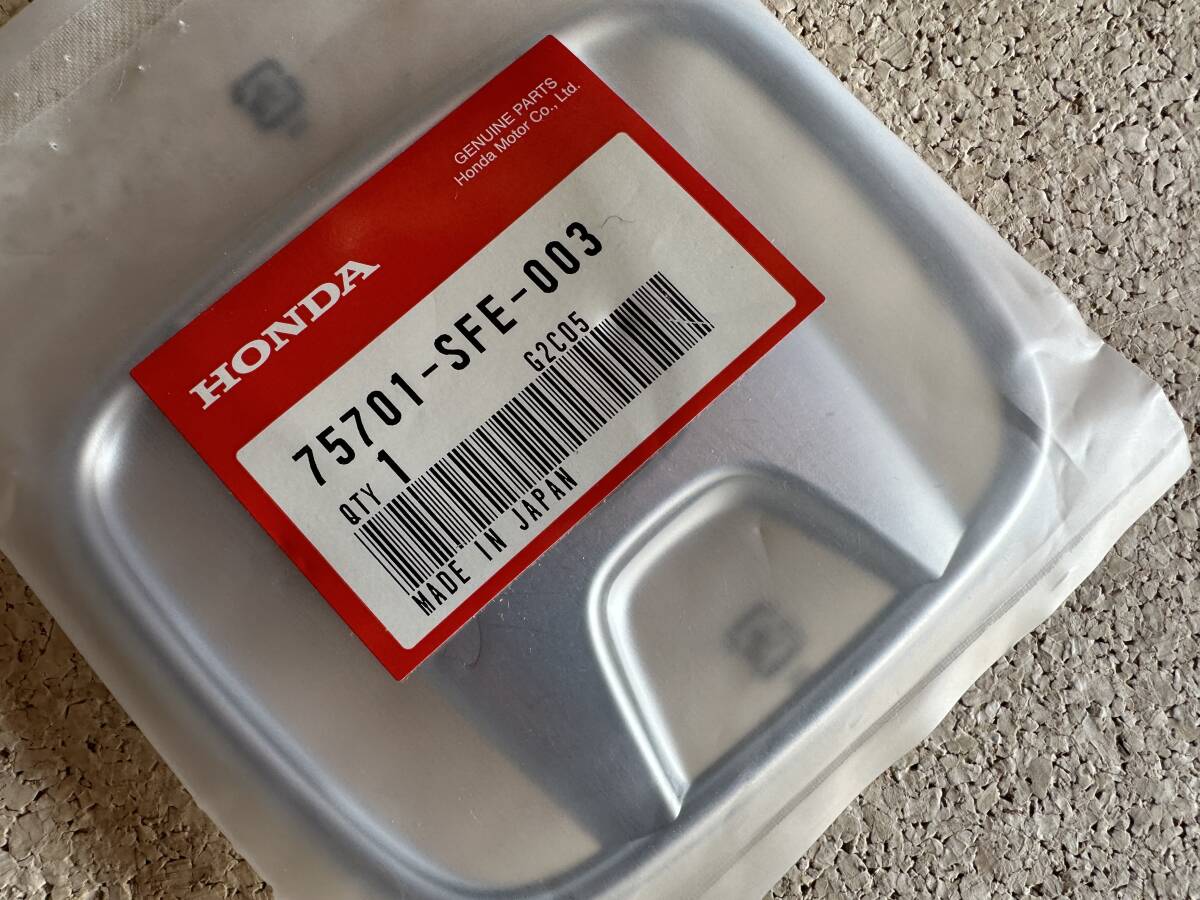 GENUINE PARTS
Honda Motor Co., Ltd.
HONDA
75701-SFE-003
G2C05
QTY 1
MADE IN JAPAN